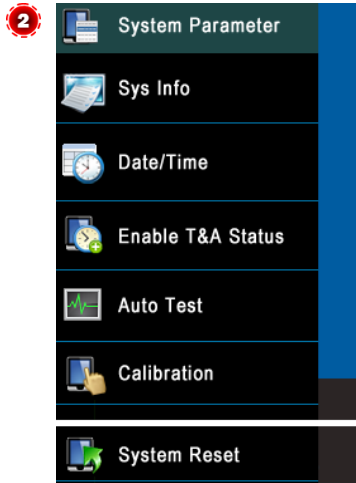 2
System Parameter
Sys Info
Date/Time
Enable T&A Status
Auto Test
Calibration
System Reset